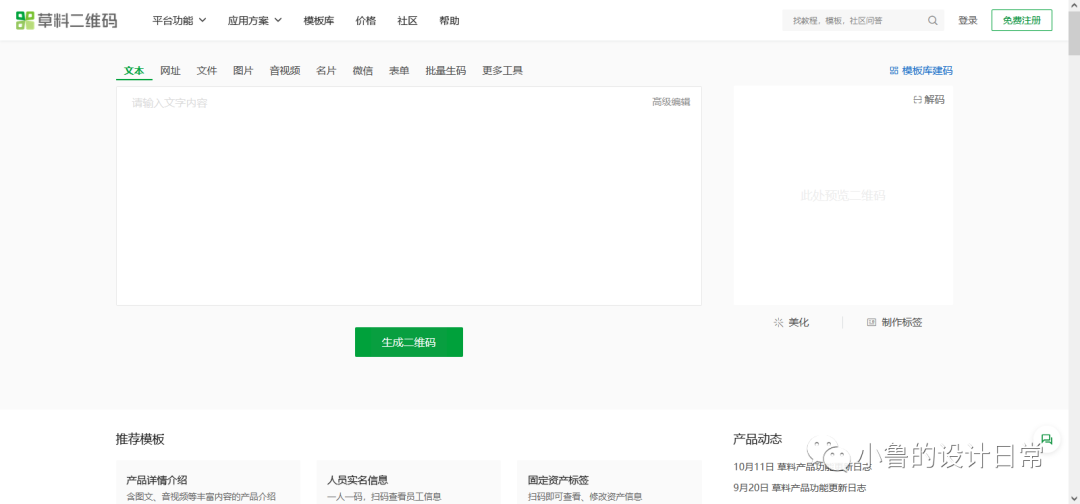 草料二维码 平台功能 应用方案 模板库 价格 社区 帮助 找教程、模板、社区问答 登录 免费注册
文本 网址 文件 图片 音视频 名片 微信 表单 批量生码 更多工具 模板库建码
请输入文字内容 高级编辑 解码
此处预览二维码
美化 制作标签
生成二维码
推荐模板 产品动态
小鲁的设计日常
10月11日 草料产品功能更新日志
产品详情介绍 人员实名信息 固定资产标签
9月20日 草料产品功能更新日志
含图文、音视频等丰富内容的产品介绍 一人一码，扫码查看员工信息 扫码即可查看、修改资产信息